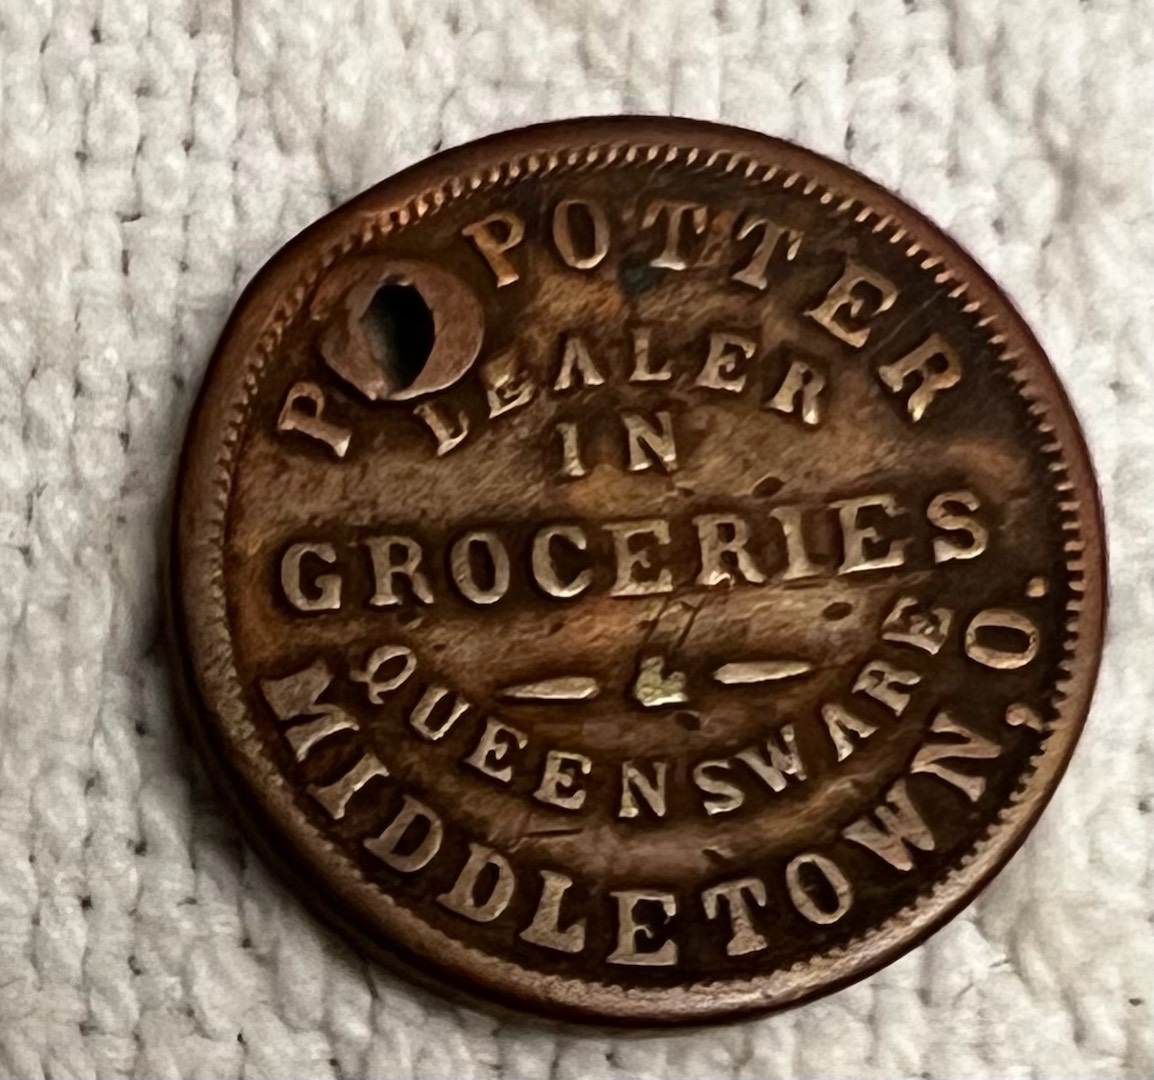 P POTTER
DEALER
IN
GROCERIES
&
QUEENSWARE
MIDDLETOWN, O.